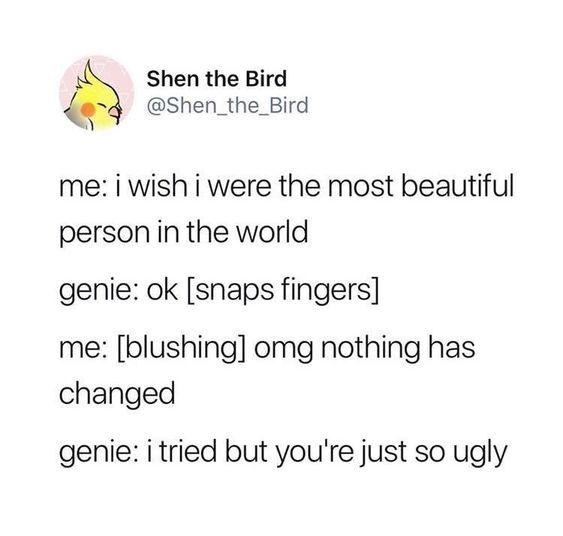 Shen the Bird
@Shen_the_Bird
me: i wish i were the most beautiful
person in the world
genie: ok [snaps fingers]
me: [blushing] omg nothing has
changed
genie: i tried but you're just so ugly